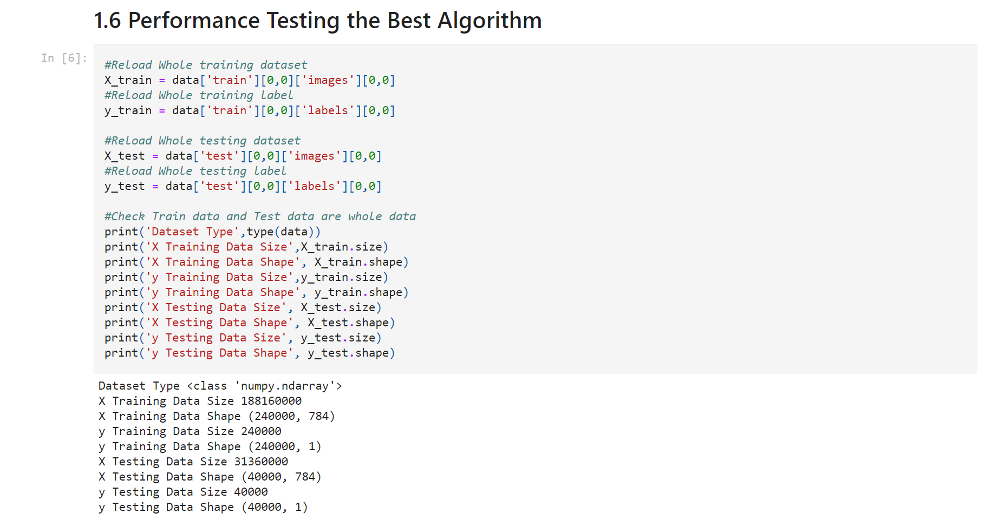 1.6 Performance Testing the Best Algorithm
In [6]:
#Reload Whole training dataset
X_train = data['train'][0,0]['images'][0,0]
#Reload Whole training label
y_train = data['train'][0,0]['labels'][0,0]
#Reload Whole testing dataset
X_test = data['test'][0,0]['images'][0,0]
#Reload Whole testing label
y_test = data['test'][0,0]['labels'][0,0]
#Check Train data and Test data are whole data
print('Dataset Type',type(data))
print('X Training Data Size',X_train.size)
print('X Training Data Shape', X_train.shape)
print('y Training Data Size',y_train.size)
print('y Training Data Shape', y_train.shape)
print('X Testing Data Size', X_test.size)
print('X Testing Data Shape', X_test.shape)
print('y Testing Data Size', y_test.size)
print('y Testing Data Shape', y_test.shape)
Dataset Type <class 'numpy.ndarray'>
X Training Data Size 188160000
X Training Data Shape (240000, 784)
y Training Data Size 240000
y Training Data Shape (240000, 1)
X Testing Data Size 31360000
X Testing Data Shape (40000, 784)
y Testing Data Size 40000
y Testing Data Shape (40000, 1)